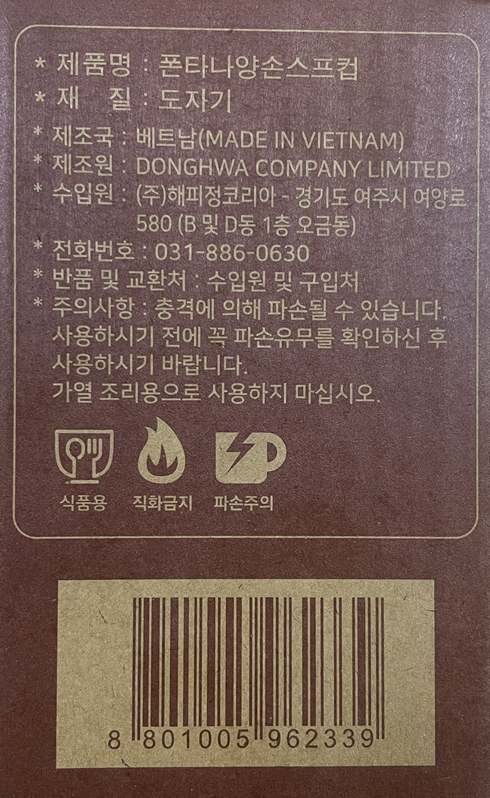 * 제품명 : 폰타나양손스프컵
* 재 질 : 도자기
* 제조국 : 베트남(MADE IN VIETNAM)
* 제조원 : DONGHWA COMPANY LIMITED
* 수입원 : (주)해피정코리아 - 경기도 여주시 여양로
580 (B 및 D동 1층 오금동)
* 전화번호 : 031-886-0630
* 반품 및 교환처 : 수입원 및 구입처
* 주의사항 : 충격에 의해 파손될 수 있습니다.
사용하시기 전에 꼭 파손유무를 확인하신 후
사용하시기 바랍니다.
가열 조리용으로 사용하지 마십시오.
식품용 직화금지 파손주의
8 801005 962339